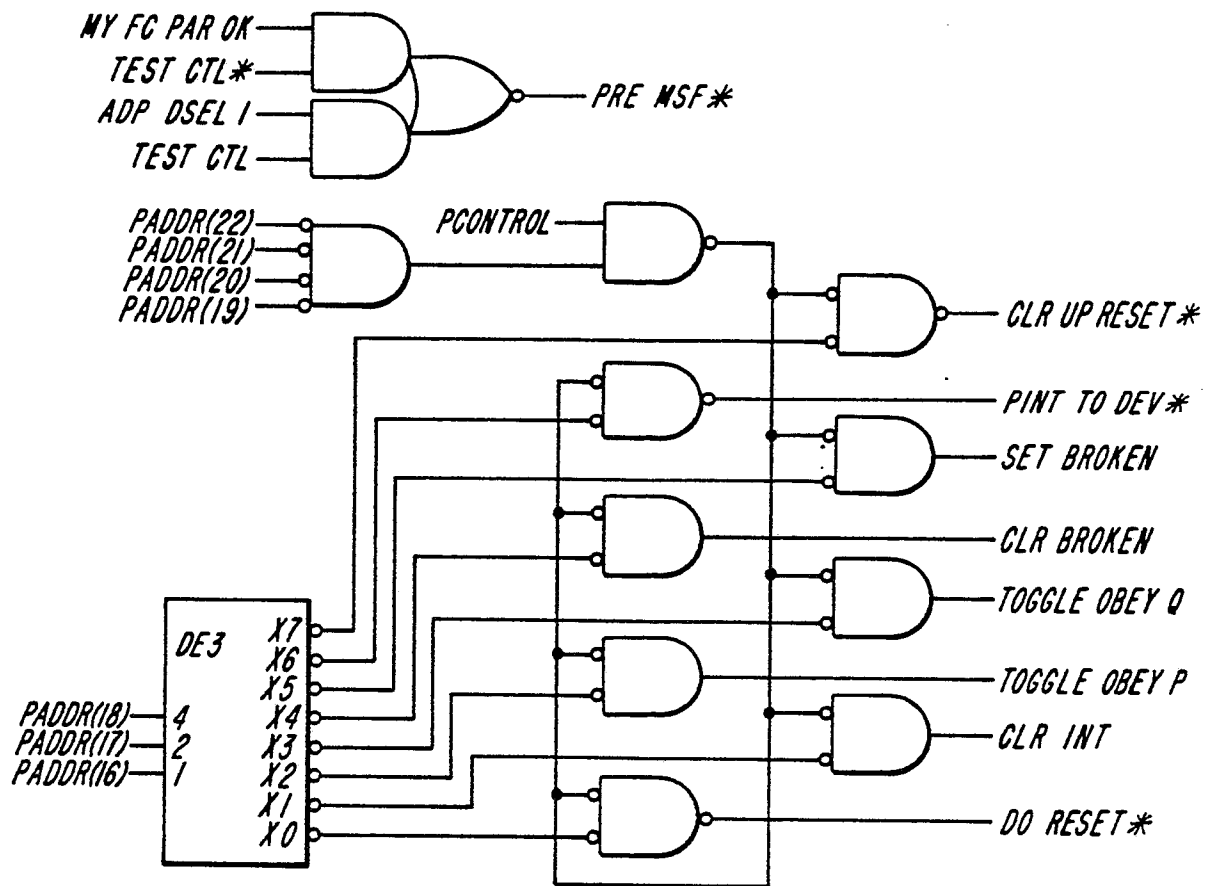 MY FC PAR OK
TEST CTL*
ADP DSEL 1
TEST CTL
PRE MSF*
PADDR(22)
PADDR(21)
PADDR(20)
PADDR(19)
PCONTROL
CLR UP RESET*
PINT TO DEV*
SET BROKEN
CLR BROKEN
TOGGLE OBEY Q
TOGGLE OBEY P
CLR INT
DO RESET*
DE3
X7
X6
X5
X4
X3
X2
X1
X0
PADDR(18) 4
PADDR(17) 2
PADDR(16) 1